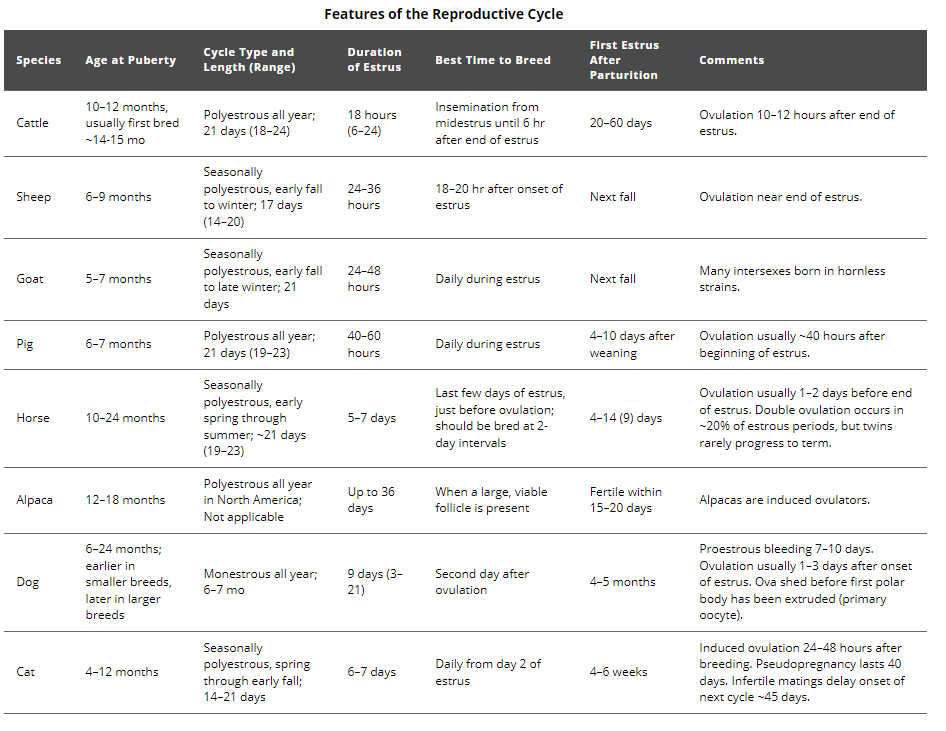 Features of the Reproductive Cycle
Species
Age at Puberty
Cycle Type and
Length (Range)
Duration
of Estrus
Best Time to Breed
First Estrus
After
Parturition
Comments
Cattle
10–12 months,
usually first bred
~14-15 mo
Polyestrous all year;
21 days (18–24)
18 hours
(6–24)
Insemination from
midestrus until 6 hr
after end of estrus
20–60 days
Ovulation 10–12 hours after end of
estrus.
Sheep
6–9 months
Seasonally
polyestrous, early fall
to winter; 17 days
(14–20)
24–36
hours
18–20 hr after onset of
estrus
Next fall
Ovulation near end of estrus.
Goat
5–7 months
Seasonally
polyestrous, early fall
to late winter; 21
days
24–48
hours
Daily during estrus
Next fall
Many intersexes born in hornless
strains.
Pig
6–7 months
Polyestrous all year;
21 days (19–23)
40–60
hours
Daily during estrus
4–10 days after
weaning
Ovulation usually ~40 hours after
beginning of estrus.
Horse
10–24 months
Seasonally
polyestrous, early
spring through
summer; ~21 days
(19–23)
5–7 days
Last few days of estrus,
just before ovulation;
should be bred at 2-
day intervals
4–14 (9) days
Ovulation usually 1–2 days before end
of estrus. Double ovulation occurs in
~20% of estrous periods, but twins
rarely progress to term.
Alpaca
12–18 months
Polyestrous all year
in North America;
Not applicable
Up to 36
days
When a large, viable
follicle is present
Fertile within
15–20 days
Alpacas are induced ovulators.
Dog
6–24 months;
earlier in
smaller breeds,
later in larger
breeds
Monestrous all year;
6–7 mo
9 days (3–
21)
Second day after
ovulation
4–5 months
Proestrous bleeding 7–10 days.
Ovulation usually 1–3 days after onset
of estrus. Ova shed before first polar
body has been extruded (primary
oocyte).
Cat
4–12 months
Seasonally
polyestrous, spring
through early fall;
14–21 days
6–7 days
Daily from day 2 of
estrus
4–6 weeks
Induced ovulation 24–48 hours after
breeding. Pseudopregnancy lasts 40
days. Infertile matings delay onset of
next cycle ~45 days.